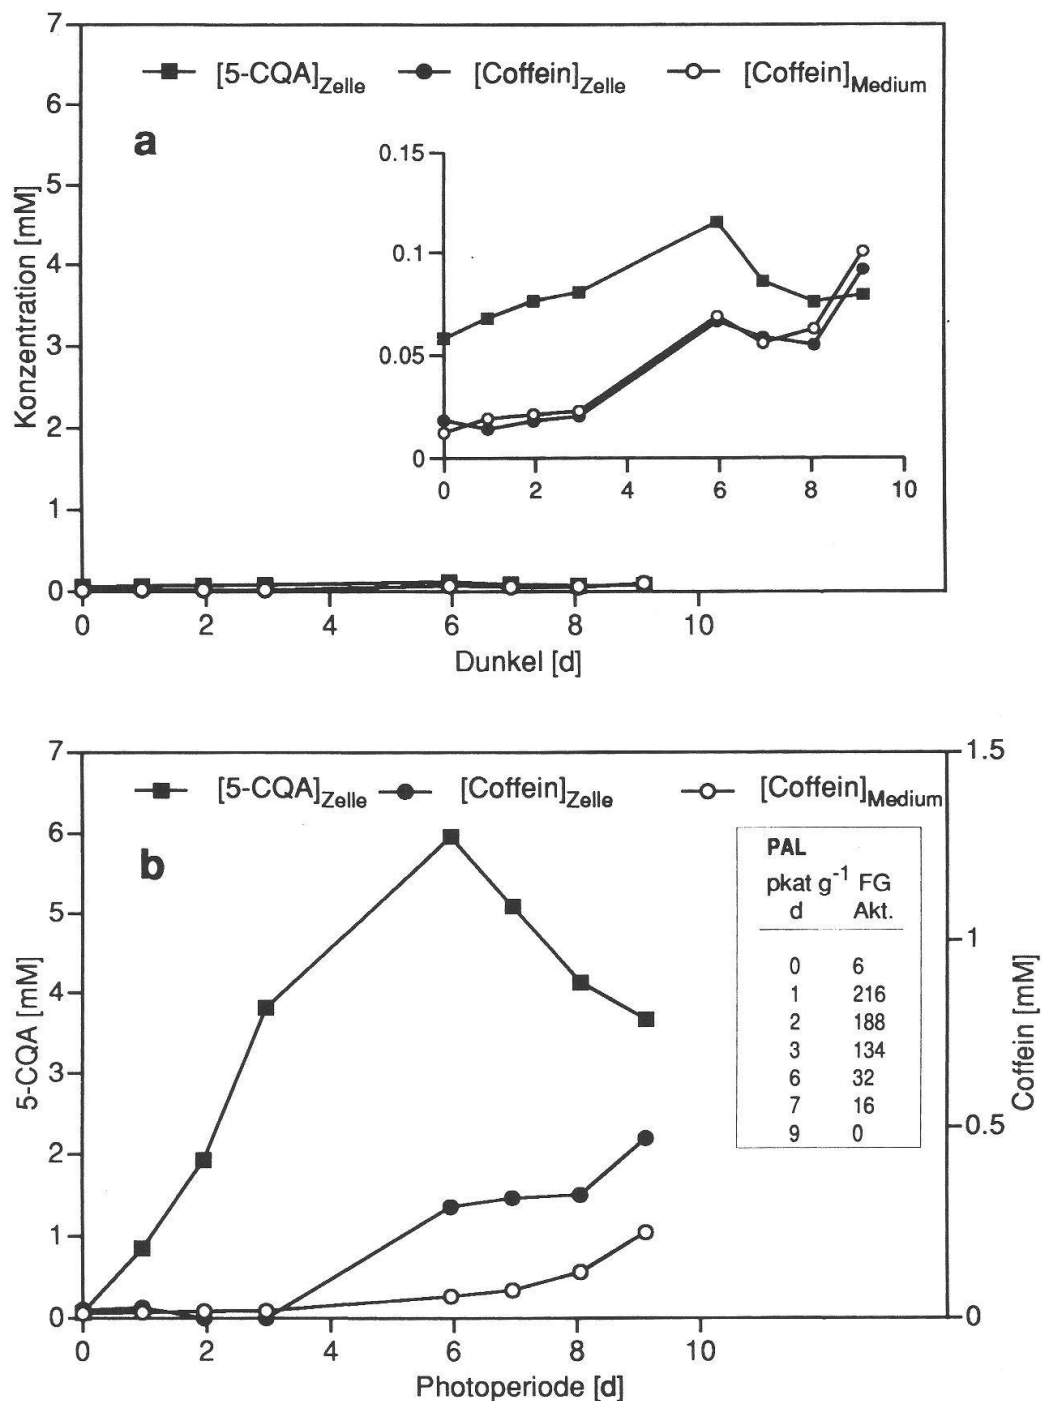 [5-CQA]Zelle [Coffein]Zelle [Coffein]Medium
a
Konzentration [mM]
7
6
5
4
3
2
1
0
0.15
0.1
0.05
0
0 2 4 6 8 10
0 2 4 6 8 10
Dunkel [d]
[5-CQA]Zelle [Coffein]Zelle [Coffein]Medium
b
5-CQA [mM]
7
6
5
4
3
2
1
0
PAL
pkat g-1 FG
d Akt.
0 6
1 216
2 188
3 134
6 32
7 16
9 0
1.5
1
0.5
0
Coffein [mM]
0 2 4 6 8 10
Photoperiode [d]